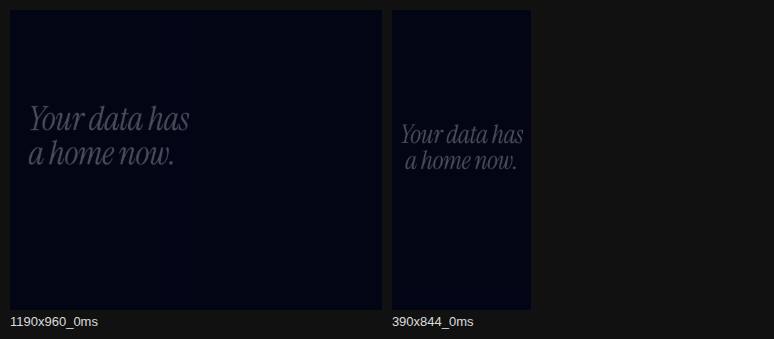 Your data has
a home now.
Your data has
a home now.
1190x960_0ms
390x844_0ms